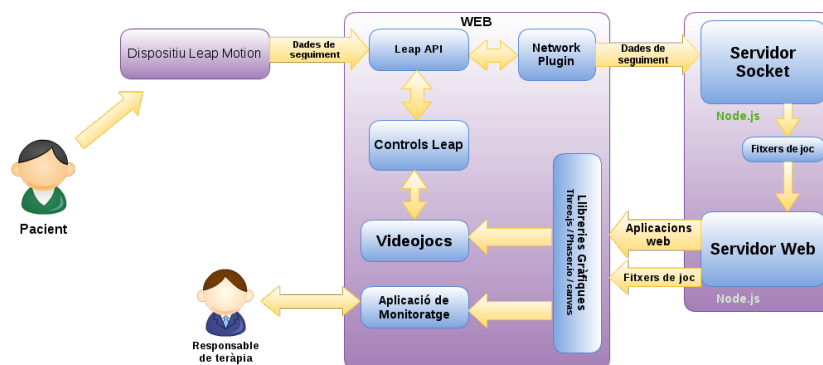 WEB
Dispositiu Leap Motion
Dades de
seguiment
Leap API
Network
Plugin
Dades de
seguiment
Servidor
Socket
Node.js
Fitxers de joc
Controls Leap
Pacient
Videojocs
Llibreries Gràfiques
Three.js / Phaser.io / canvas
Aplicacions
web
Servidor Web
Fitxers de joc
Node.js
Aplicació de
Monitoratge
Responsable
de teràpia